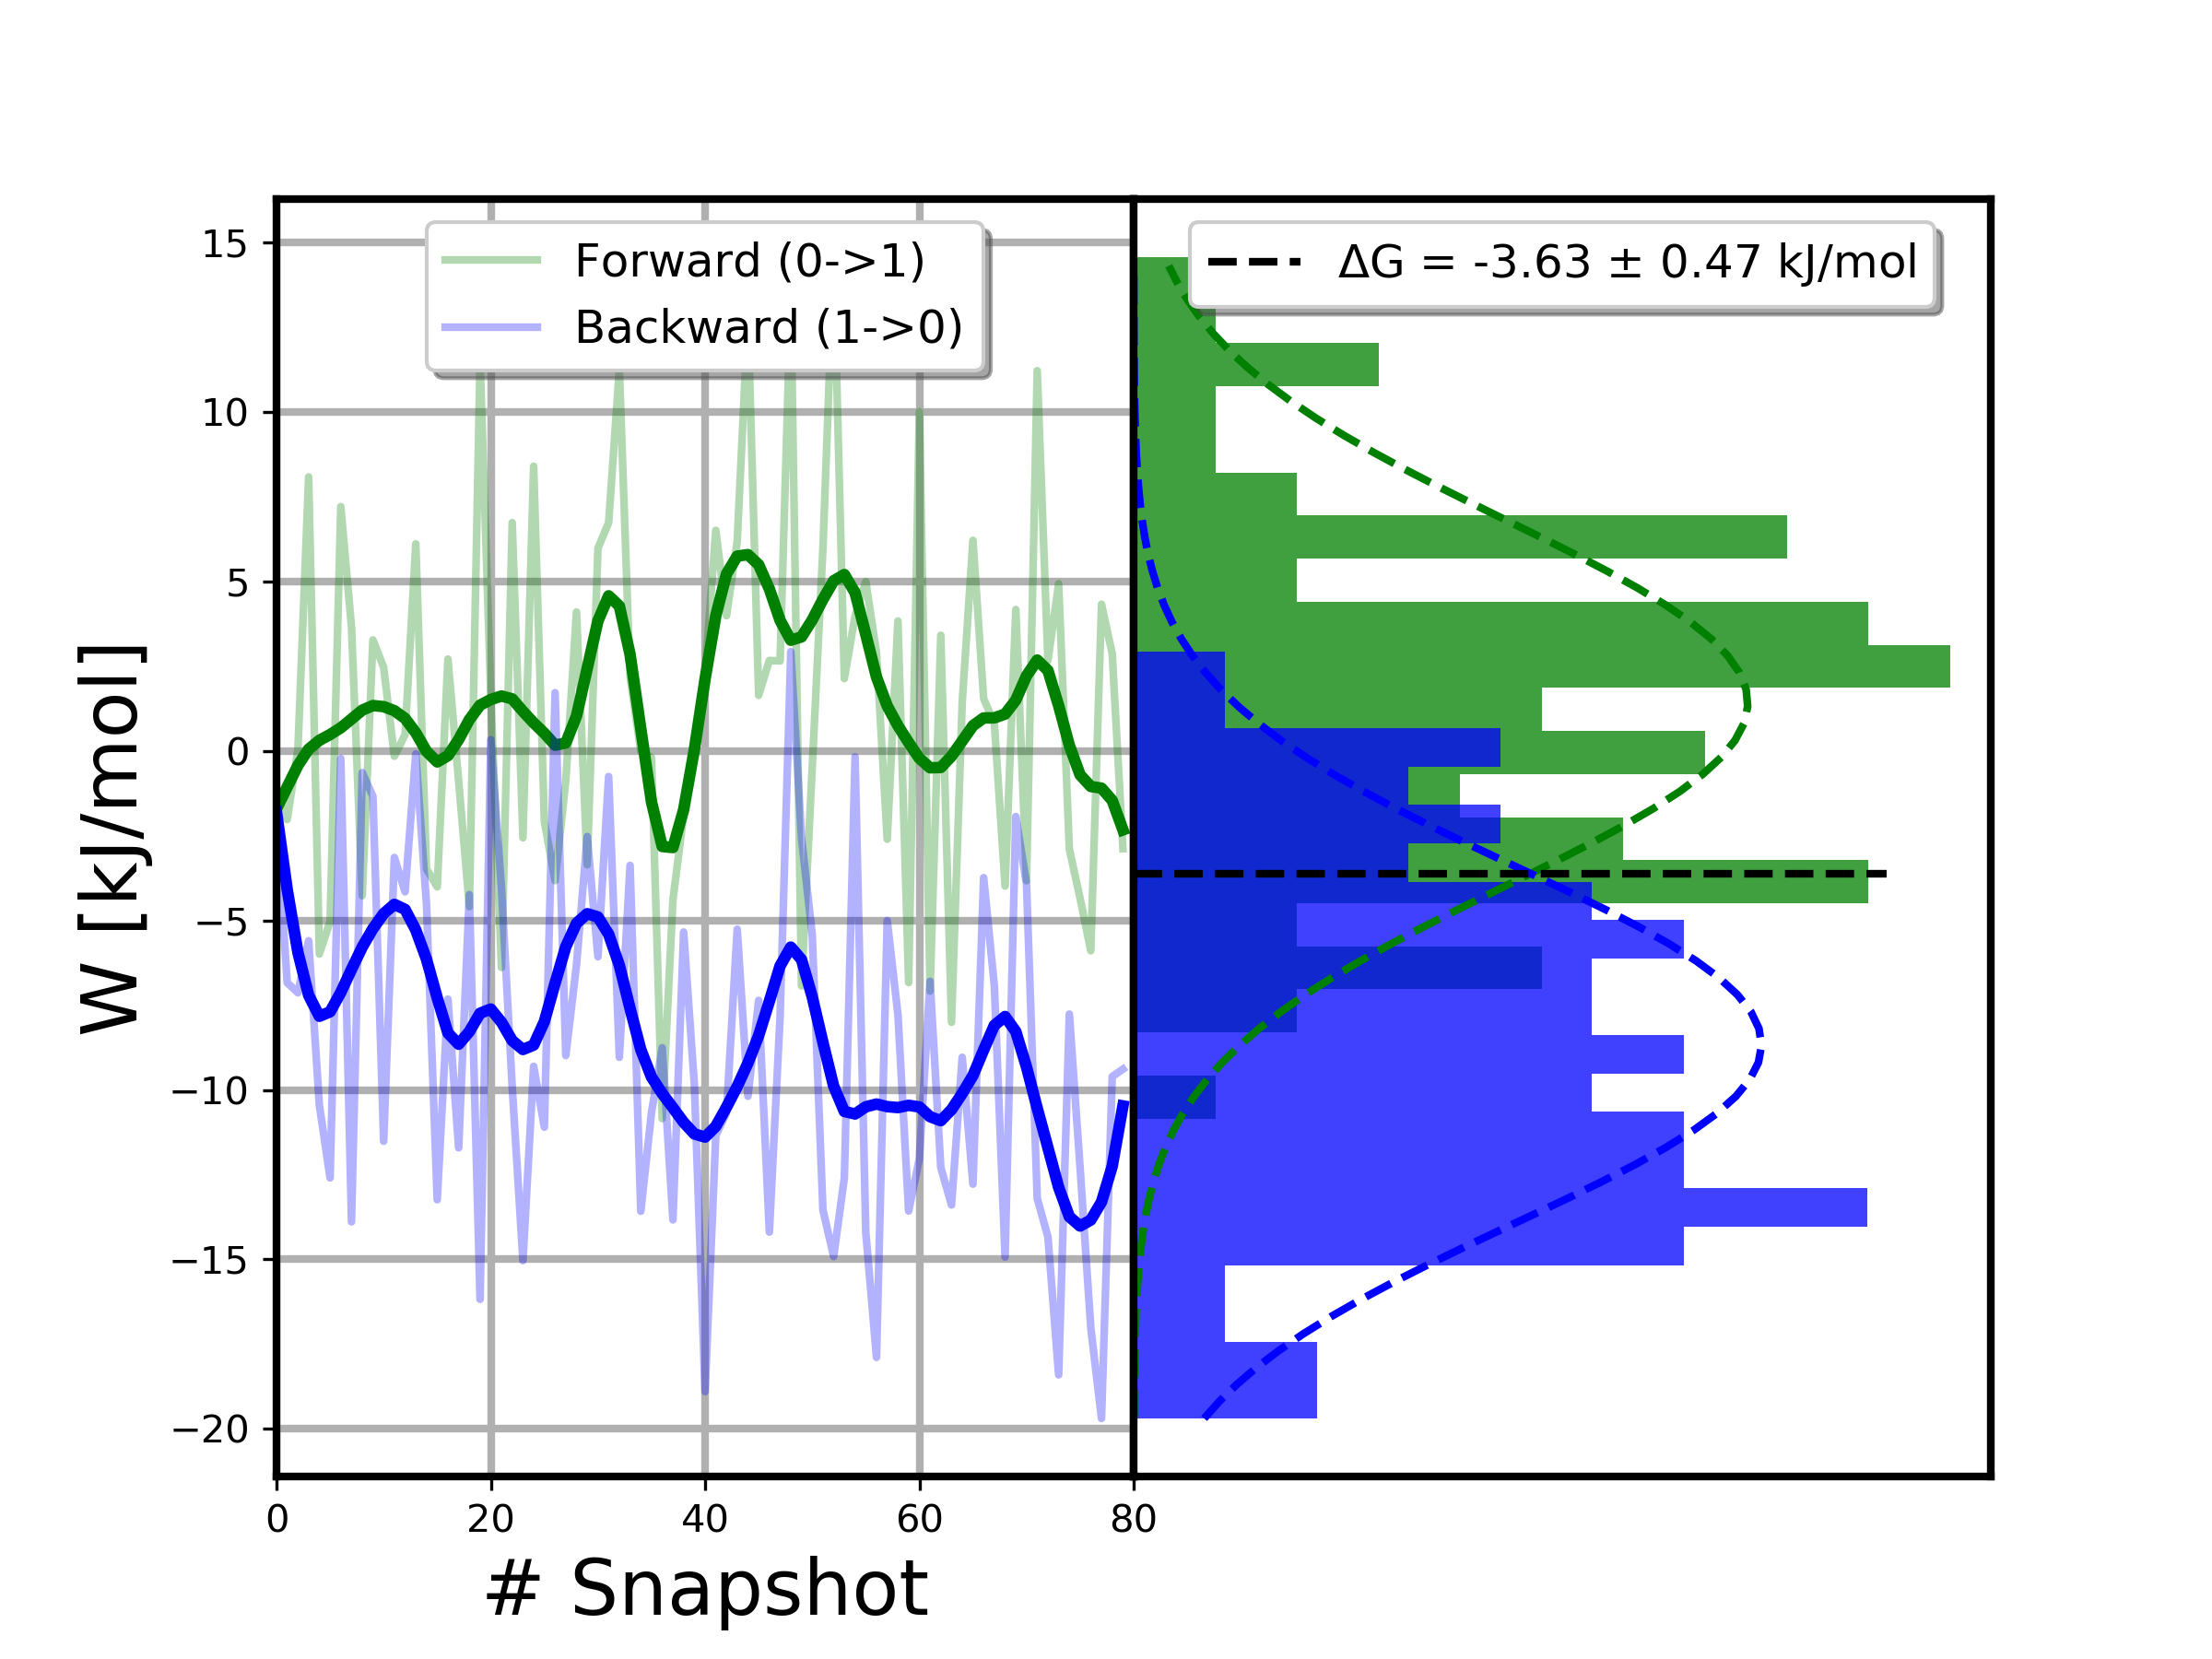 W [kJ/mol]
15
10
5
0
−5
−10
−15
−20
Forward (0->1)
Backward (1->0)
ΔG = -3.63 ± 0.47 kJ/mol
0 20 40 60 80
# Snapshot